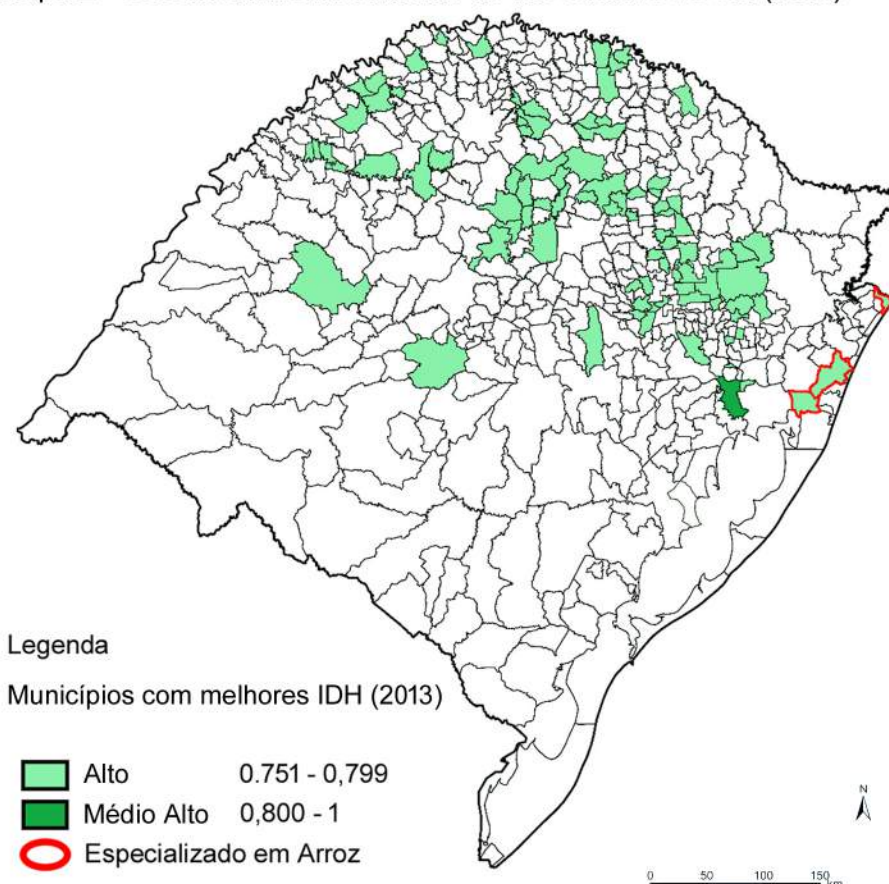 Legenda
Municípios com melhores IDH (2013)
Alto 0.751 - 0,799
Médio Alto 0,800 - 1
Especializado em Arroz
N
0 50 100 150
km